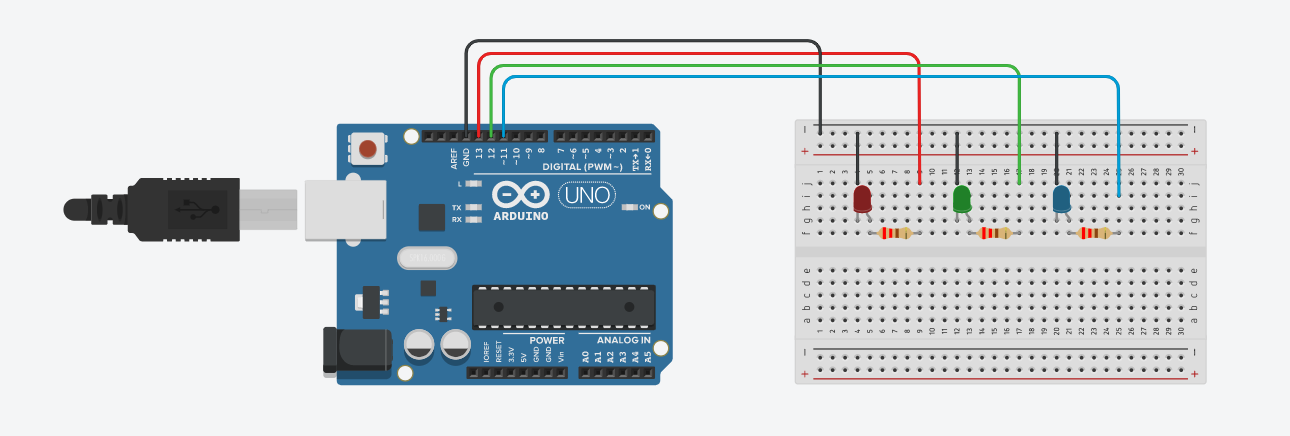 AREF
GND
13
12
~11
~10
~9
8
7
~6
~5
4
~3
2
TX→1
RX←0
DIGITAL (PWM~)
L
TX
RX
ARDUINO
UNO
ON
POWER
ANALOG IN
IOREF
RESET
3.3V
5V
GND
GND
Vin
A0
A1
A2
A3
A4
A5
− −
+ +
1 2 3 4 5 6 7 8 9 10 11 12 13 14 15 16 17 18 19 20 21 22 23 24 25 26 27 28 29 30
j j
i i
h h
g g
f f
e e
d d
c c
b b
a a
1 2 3 4 5 6 7 8 9 10 11 12 13 14 15 16 17 18 19 20 21 22 23 24 25 26 27 28 29 30
− −
+ +